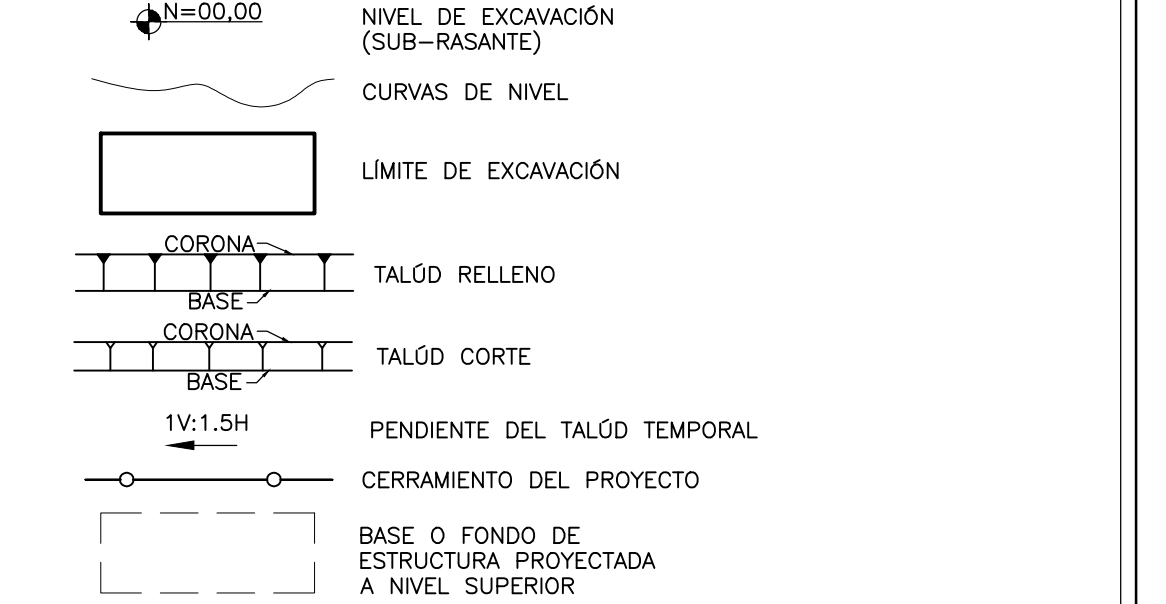 N=00,00
NIVEL DE EXCAVACIÓN
(SUB-RASANTE)
CURVAS DE NIVEL
LÍMITE DE EXCAVACIÓN
CORONA
TALÚD RELLENO
BASE
CORONA
TALÚD CORTE
BASE
1V:1.5H
PENDIENTE DEL TALÚD TEMPORAL
CERRAMIENTO DEL PROYECTO
BASE O FONDO DE
ESTRUCTURA PROYECTADA
A NIVEL SUPERIOR